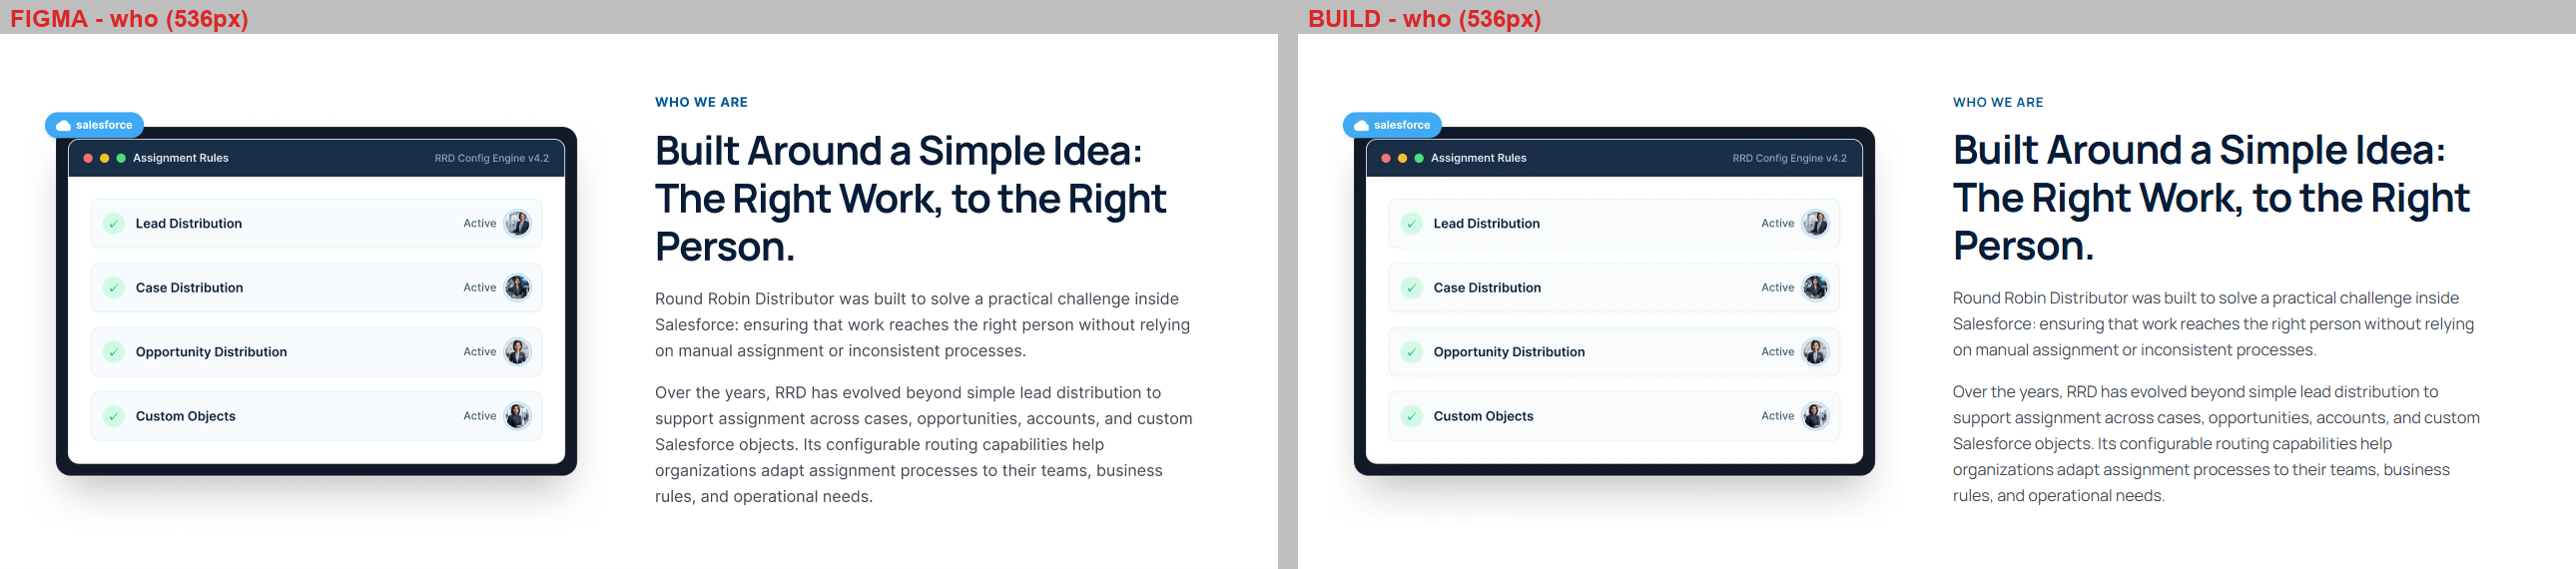 FIGMA - who (536px)
salesforce
Assignment Rules
RRD Config Engine v4.2
Lead Distribution
Active
Case Distribution
Active
Opportunity Distribution
Active
Custom Objects
Active
WHO WE ARE
Built Around a Simple Idea:
The Right Work, to the Right
Person.
Round Robin Distributor was built to solve a practical challenge inside
Salesforce: ensuring that work reaches the right person without relying
on manual assignment or inconsistent processes.
Over the years, RRD has evolved beyond simple lead distribution to
support assignment across cases, opportunities, accounts, and custom
Salesforce objects. Its configurable routing capabilities help
organizations adapt assignment processes to their teams, business
rules, and operational needs.
BUILD - who (536px)
salesforce
Assignment Rules
RRD Config Engine v4.2
Lead Distribution
Active
Case Distribution
Active
Opportunity Distribution
Active
Custom Objects
Active
WHO WE ARE
Built Around a Simple Idea:
The Right Work, to the Right
Person.
Round Robin Distributor was built to solve a practical challenge inside
Salesforce: ensuring that work reaches the right person without relying
on manual assignment or inconsistent processes.
Over the years, RRD has evolved beyond simple lead distribution to
support assignment across cases, opportunities, accounts, and custom
Salesforce objects. Its configurable routing capabilities help
organizations adapt assignment processes to their teams, business
rules, and operational needs.